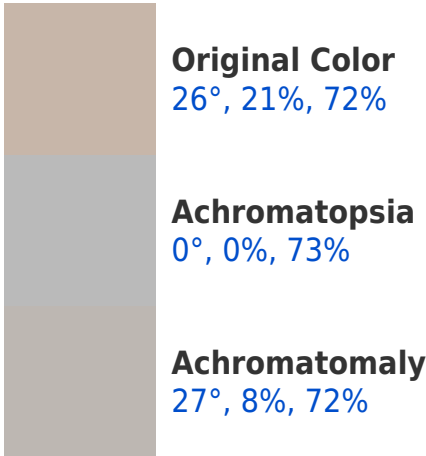 Original Color
26°, 21%, 72%
Achromatopsia
0°, 0%, 73%
Achromatomaly
27°, 8%, 72%